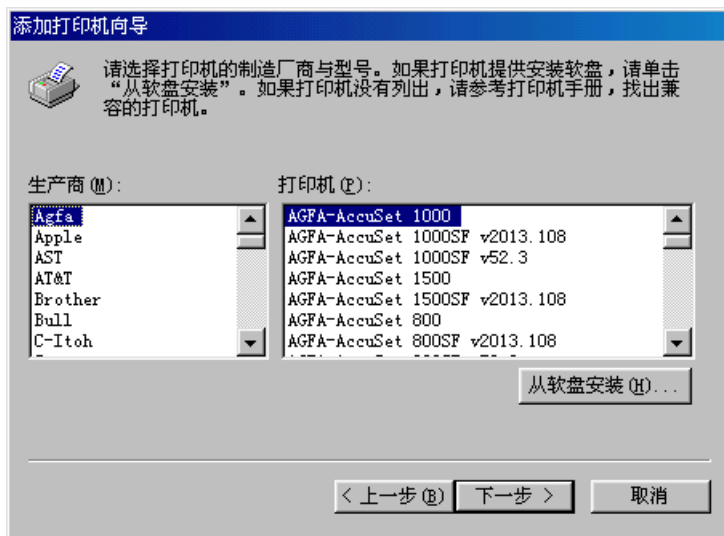 添加打印机向导
请选择打印机的制造厂商与型号。如果打印机提供安装软盘，请单击
“从软盘安装”。如果打印机没有列出，请参考打印机手册，找出兼
容的打印机。
生产商(M):
Agfa
Apple
AST
AT&T
Brother
Bull
C-Itoh
打印机(P):
AGFA-AccuSet 1000
AGFA-AccuSet 1000SF v2013.108
AGFA-AccuSet 1000SF v52.3
AGFA-AccuSet 1500
AGFA-AccuSet 1500SF v2013.108
AGFA-AccuSet 800
AGFA-AccuSet 800SF v2013.108
从软盘安装(H)...
< 上一步(B)
下一步 >
取消